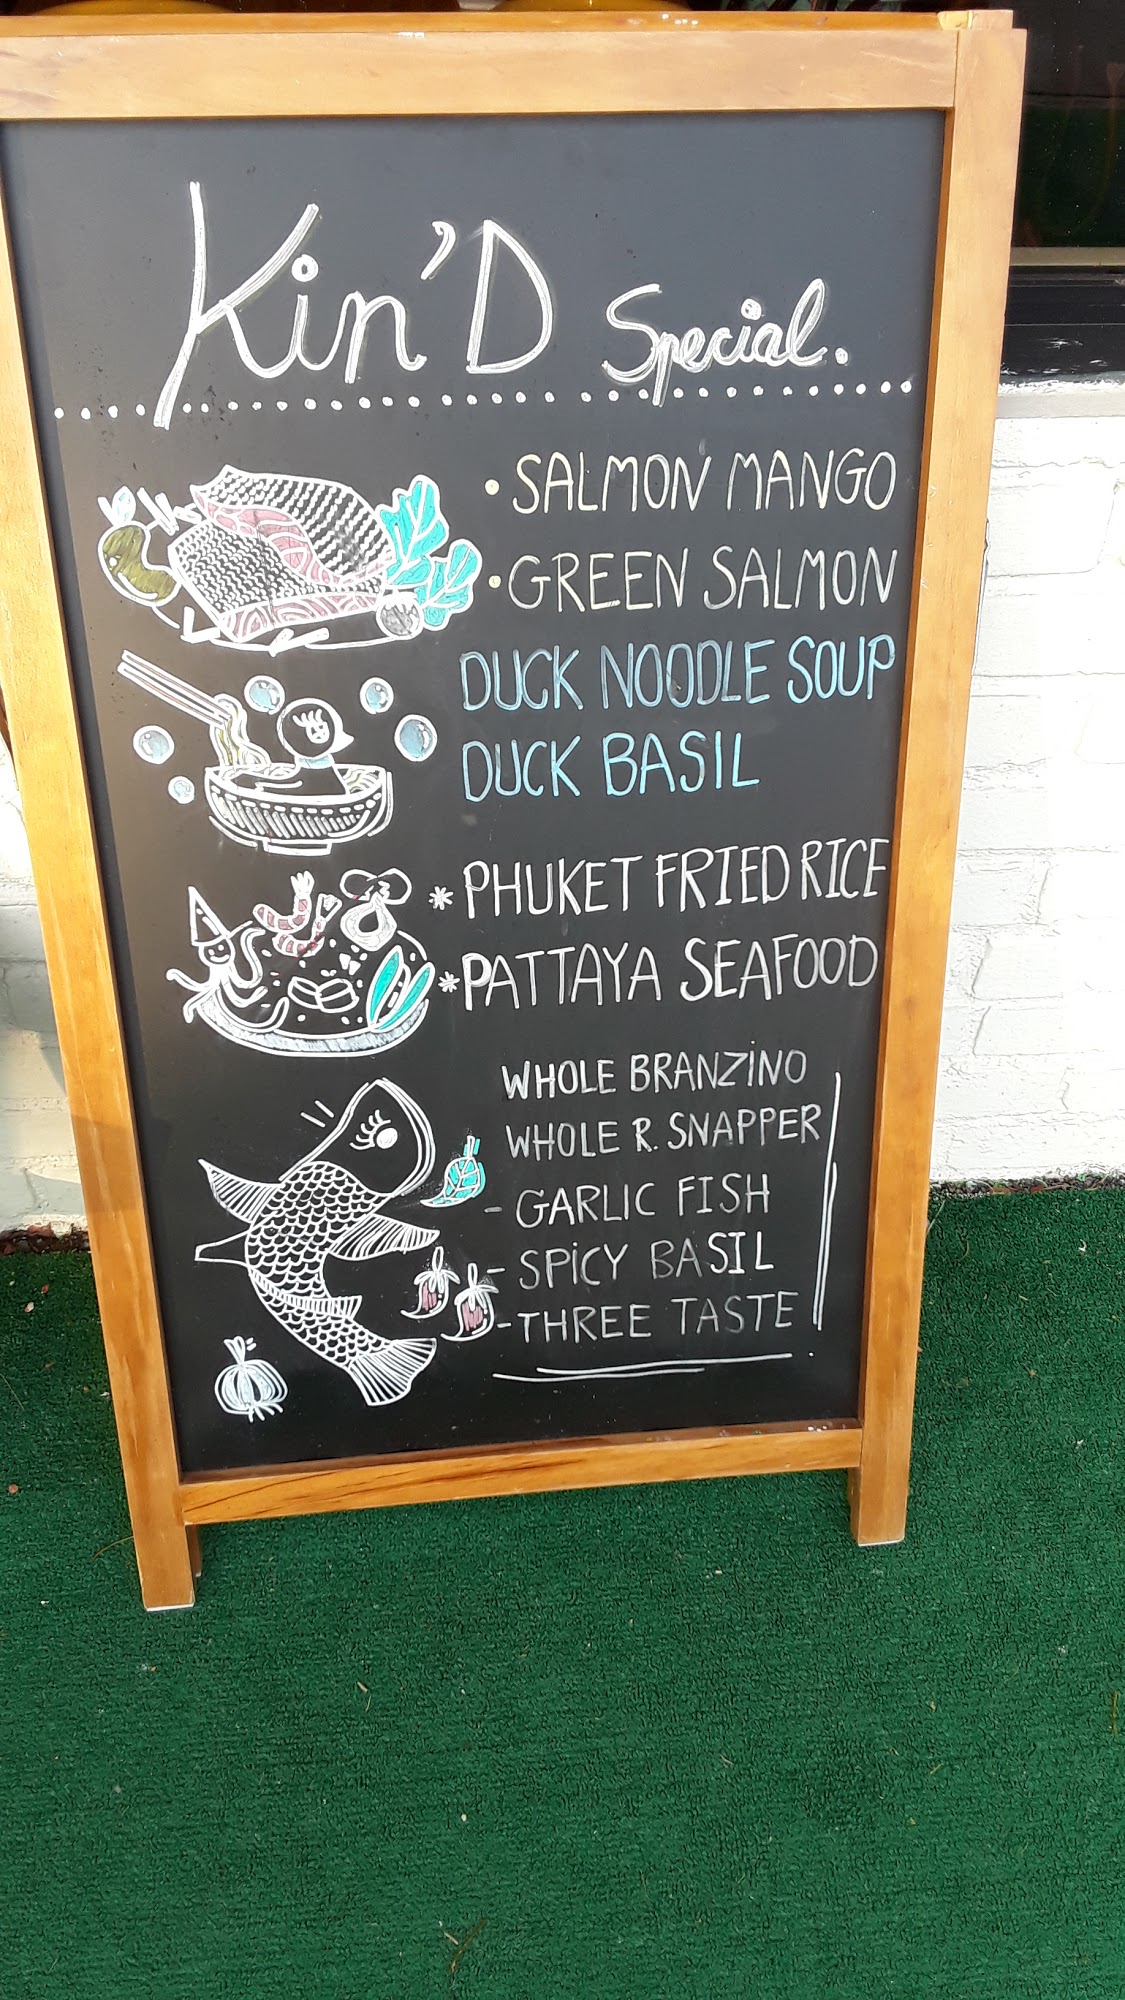 Kin'D Special.
• SALMON MANGO
• GREEN SALMON
DUCK NOODLE SOUP
DUCK BASIL
* PHUKET FRIED RICE
* PATTAYA SEAFOOD
WHOLE BRANZINO
WHOLE R. SNAPPER
- GARLIC FISH
- SPICY BASIL
- THREE TASTE